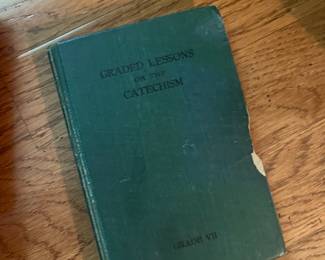 GRADED LESSONS
ON THE
CATECHISM
GRADE VII